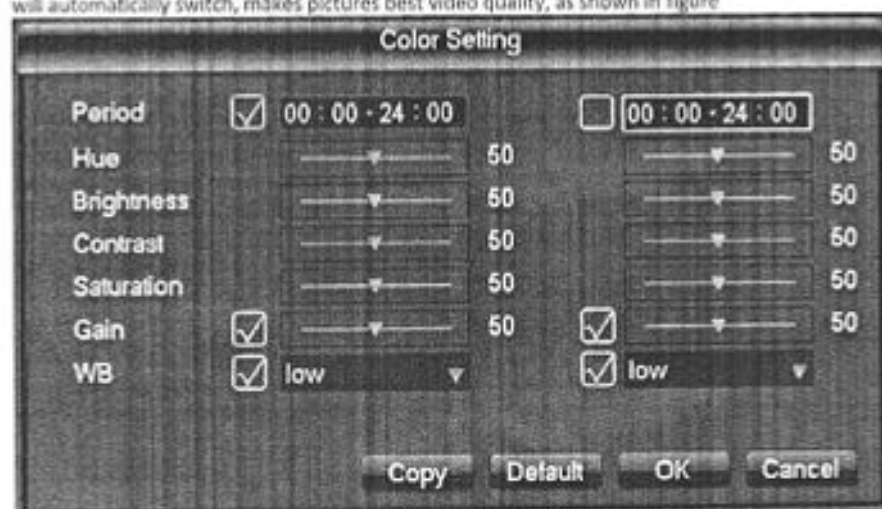 will automatically switch, makes pictures best video quality, as shown in figure
Color Setting
Period 00 : 00 - 24 : 00 00 : 00 - 24 : 00
Hue 50 50
Brightness 50 50
Contrast 50 50
Saturation 50 50
Gain 50 50
WB low low
Copy Default OK Cancel